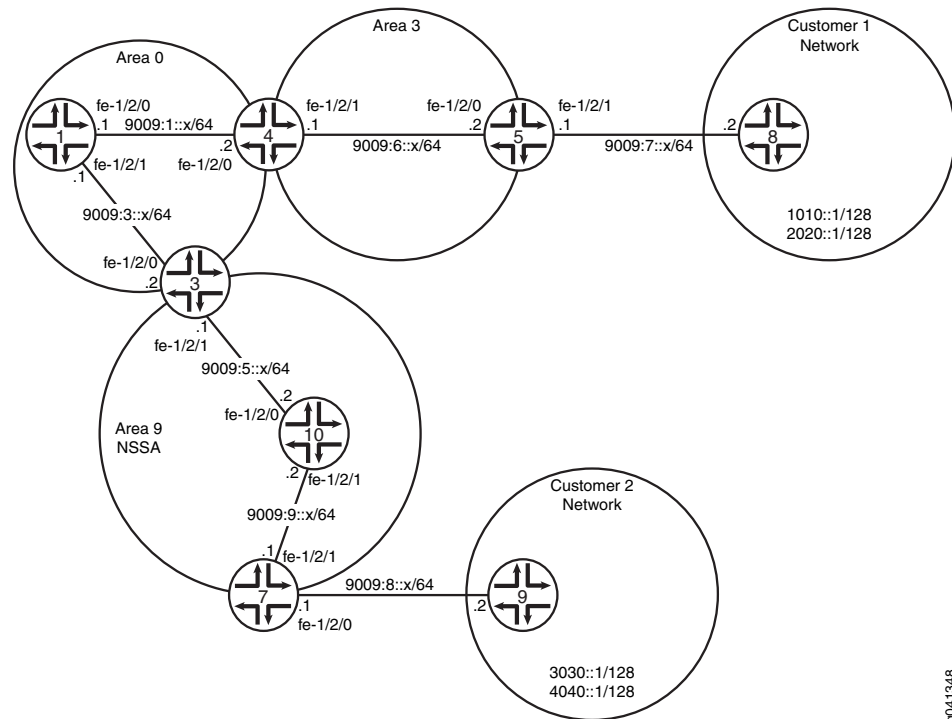 Area 3
Customer 1
Network
Area 0
fe-1/2/0
fe-1/2/1
fe-1/2/0
fe-1/2/1
9009:1::x/64
.1
.2
.1
.2
.1
.2
1
4
5
8
9009:6::x/64
9009:7::x/64
fe-1/2/1
fe-1/2/0
.1
9009:3::x/64
1010::1/128
2020::1/128
fe-1/2/0
.2
3
.1
fe-1/2/1
9009:5::x/64
.2
fe-1/2/0
Area 9
NSSA
10
.2
fe-1/2/1
Customer 2
Network
9009:9::x/64
.1
fe-1/2/1
9009:8::x/64
7
.1
.2
9
fe-1/2/0
3030::1/128
4040::1/128
g041348